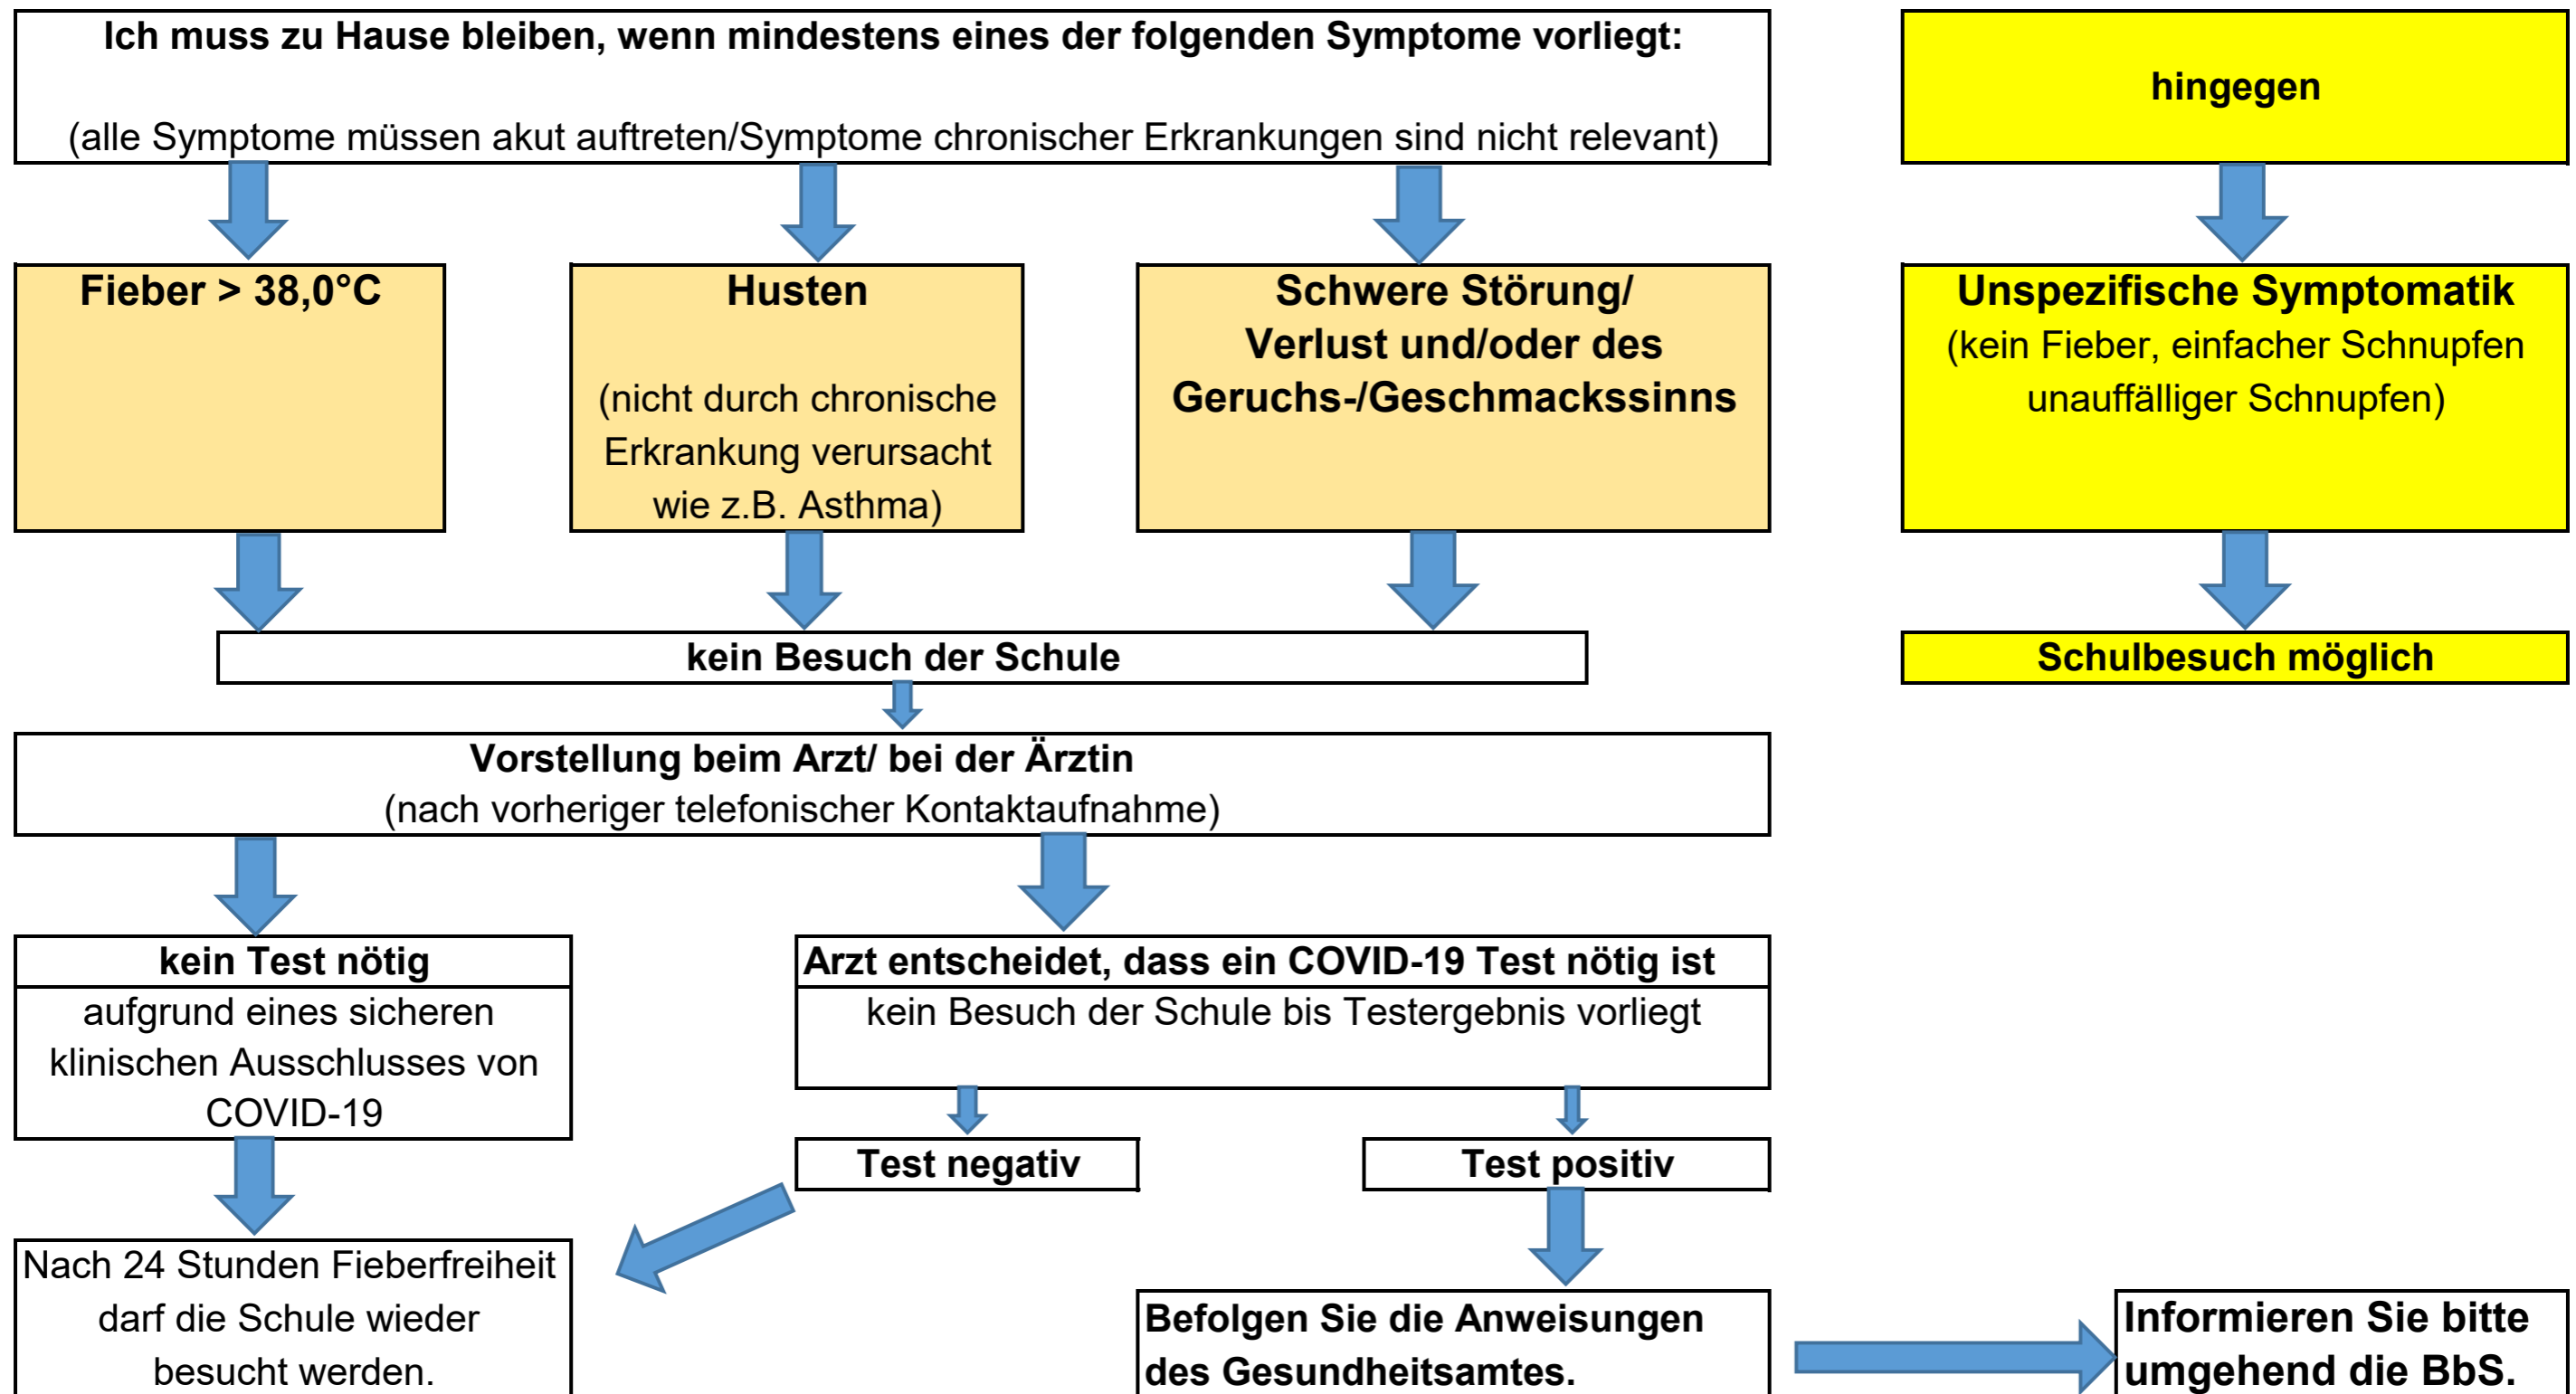 Ich muss zu Hause bleiben, wenn mindestens eines der folgenden Symptome vorliegt:
(alle Symptome müssen akut auftreten/Symptome chronischer Erkrankungen sind nicht relevant)
hingegen
Fieber > 38,0°C
Husten
(nicht durch chronische
Erkrankung verursacht
wie z.B. Asthma)
Schwere Störung/
Verlust und/oder des
Geruchs-/Geschmackssinns
Unspezifische Symptomatik
(kein Fieber, einfacher Schnupfen
unauffälliger Schnupfen)
kein Besuch der Schule
Schulbesuch möglich
Vorstellung beim Arzt/ bei der Ärztin
(nach vorheriger telefonischer Kontaktaufnahme)
kein Test nötig
aufgrund eines sicheren
klinischen Ausschlusses von
COVID-19
Arzt entscheidet, dass ein COVID-19 Test nötig ist
kein Besuch der Schule bis Testergebnis vorliegt
Test negativ
Test positiv
Nach 24 Stunden Fieberfreiheit
darf die Schule wieder
besucht werden.
Befolgen Sie die Anweisungen
des Gesundheitsamtes.
Informieren Sie bitte
umgehend die BbS.